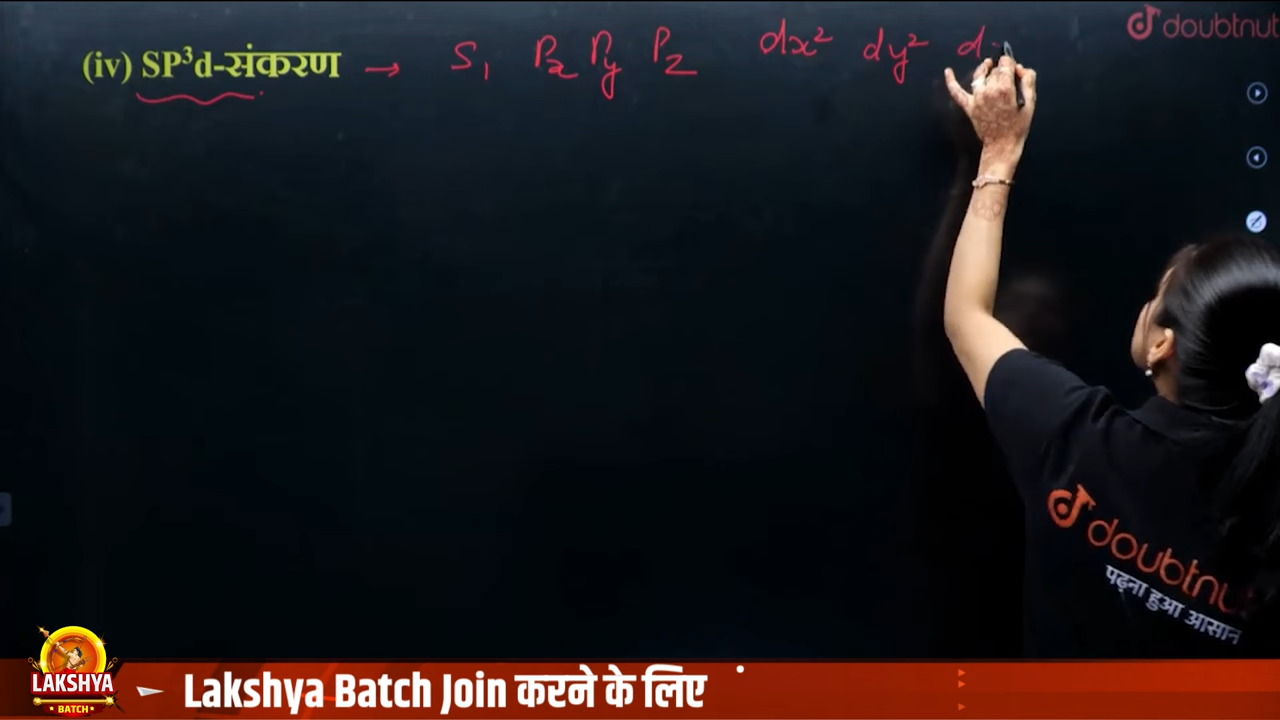 (iv) SP³d-संकरण → S, Px Py Pz dx² dy² d
doubtnut
doubtnut
पढ़ना हुआ आसान
LAKSHYA
BATCH
Lakshya Batch Join करने के लिए